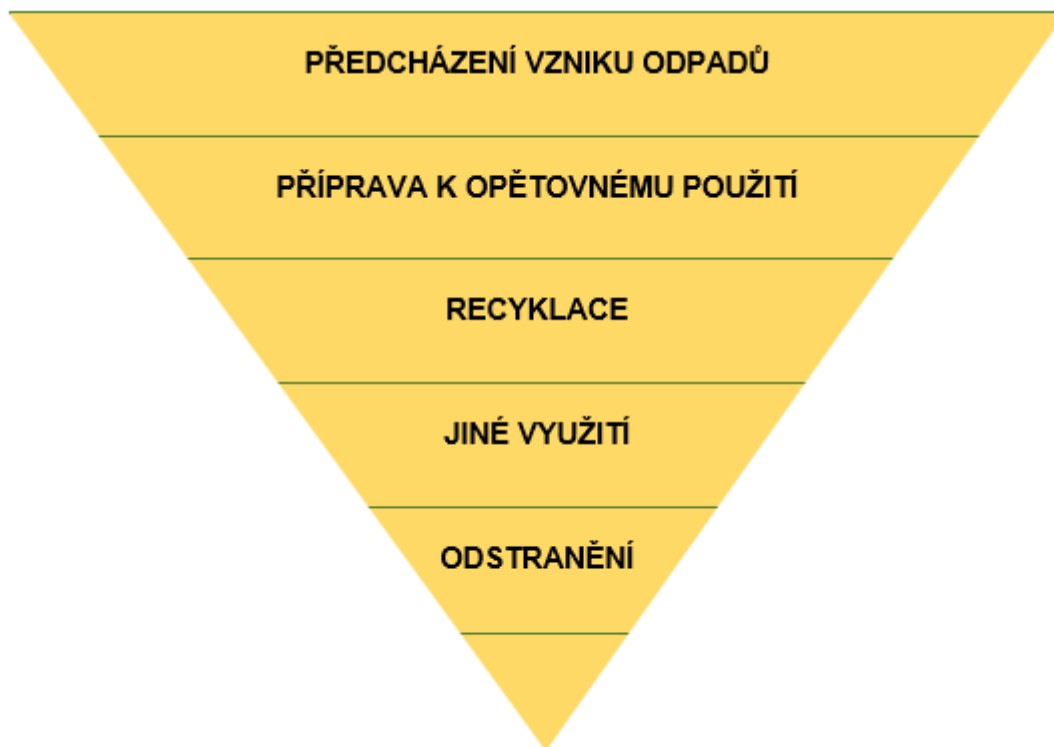 PŘEDCHÁZENÍ VZNIKU ODPADŮ
PŘÍPRAVA K OPĚTOVNÉMU POUŽITÍ
RECYKLACE
JINÉ VYUŽITÍ
ODSTRANĚNÍ